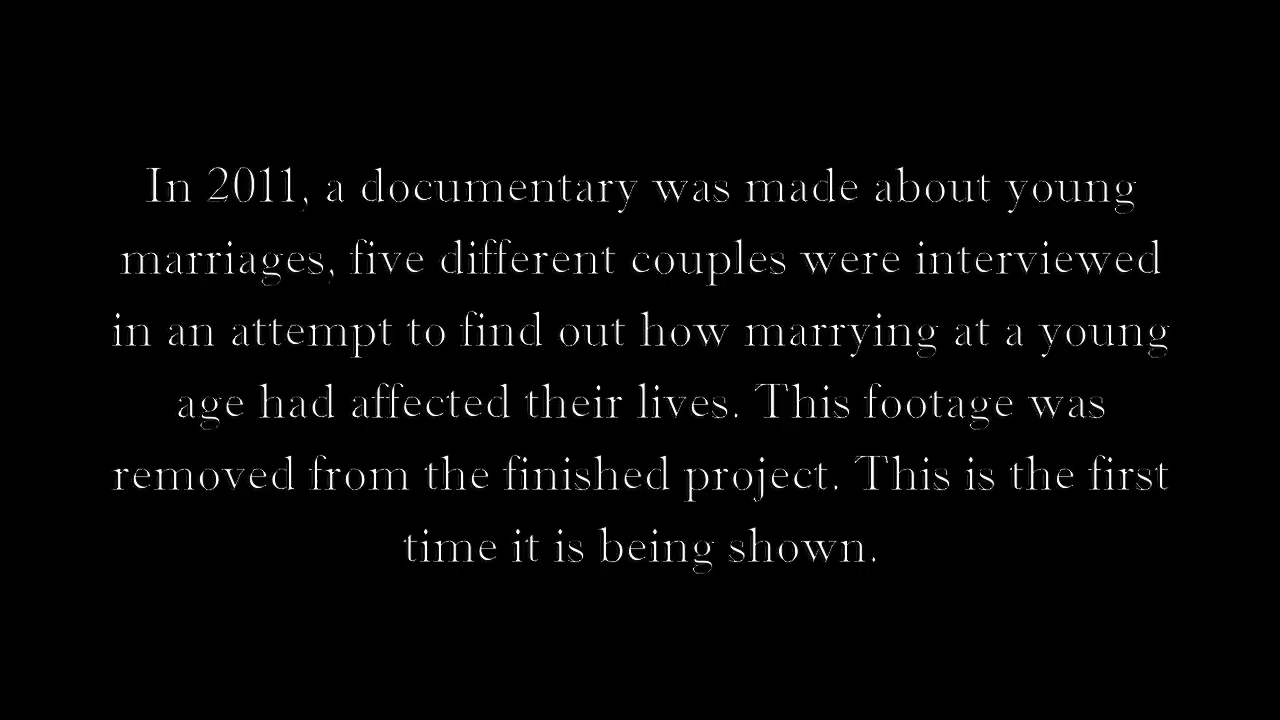 In 2011, a documentary was made about young
marriages, five different couples were interviewed
in an attempt to find out how marrying at a young
age had affected their lives. This footage was
removed from the finished project. This is the first
time it is being shown.